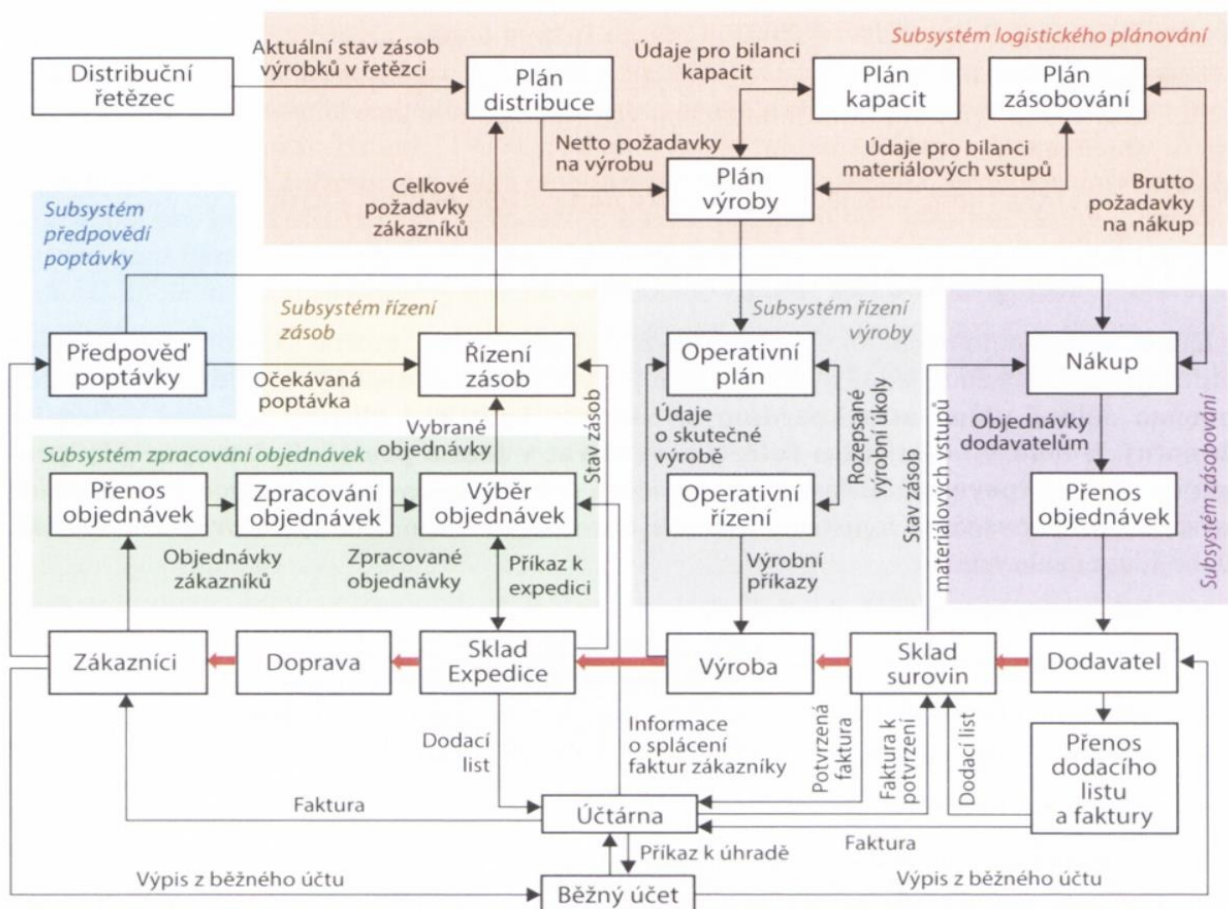 Subsystém logistického plánování
Distribuční
řetězec
Aktuální stav zásob
výrobků v řetězci
Plán
distribuce
Údaje pro bilanci
kapacit
Plán
kapacit
Plán
zásobování
Netto požadavky
na výrobu
Údaje pro bilanci
materiálových vstupů
Plán
výroby
Celkové
požadavky
zákazníků
Brutto
požadavky
na nákup
Subsystém
předpovědí
poptávky
Subsystém řízení
zásob
Subsystém řízení
výroby
Předpověď
poptávky
Očekávaná
poptávka
Řízení
zásob
Operativní
plán
Nákup
Vybrané
objednávky
Stav zásob
Údaje
o skutečné
výrobě
Rozepsané
výrobní úkoly
Stav zásob
materiálových vstupů
Objednávky
dodavatelům
Subsystém zásobování
Subsystém zpracování objednávek
Přenos
objednávek
Zpracování
objednávek
Výběr
objednávek
Operativní
řízení
Přenos
objednávek
Objednávky
zákazníků
Zpracované
objednávky
Příkaz k
expedici
Výrobní
příkazy
Zákazníci
Doprava
Sklad
Expedice
Výroba
Sklad
surovin
Dodavatel
Dodací
list
Informace
o splácení
faktur zákazníky
Potvrzená
faktura
Faktura k
potvrzení
Dodací list
Přenos
dodacího
listu
a faktury
Faktura
Účtárna
Faktura
Příkaz k úhradě
Výpis z běžného účtu
Běžný účet
Výpis z běžného účtu